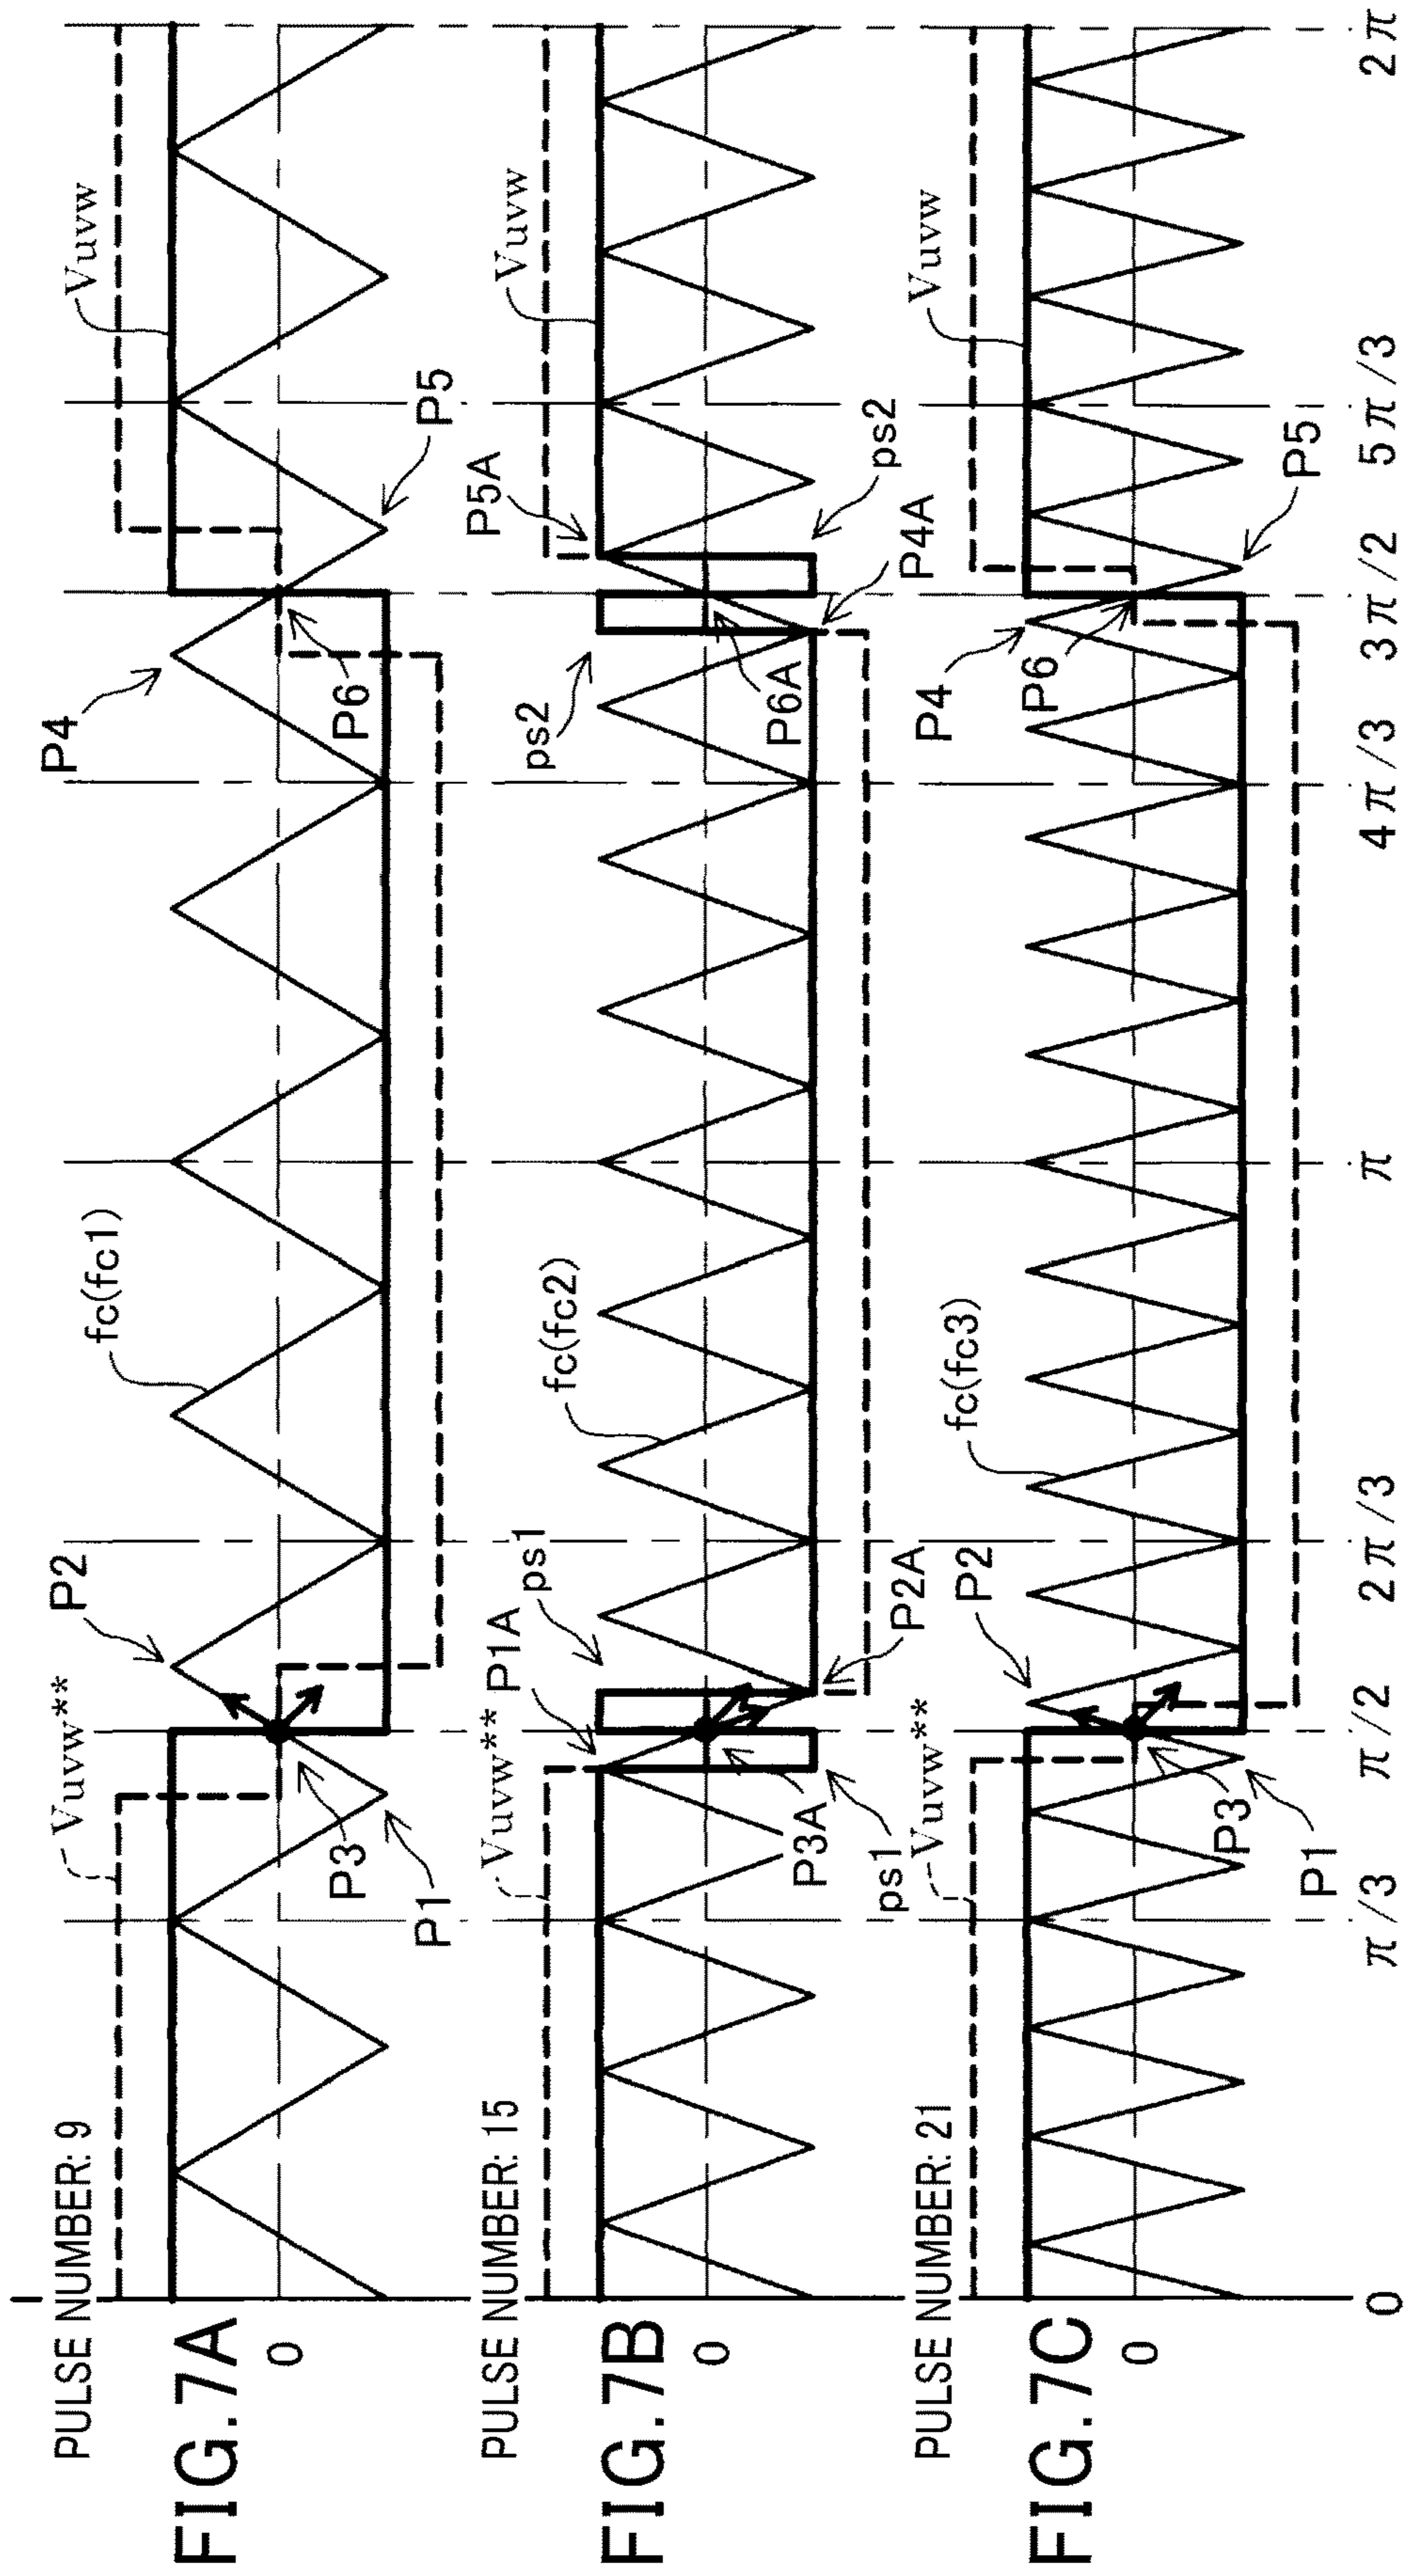 FIG.7A
PULSE NUMBER: 9
0
Vuvw**
P1
P2
P3
fc(fc1)
P4
P5
P6
Vuvw
FIG.7B
PULSE NUMBER: 15
0
Vuvw**
P1A
ps1
P2A
P3A
ps1
fc(fc2)
ps2
P4A
P5A
P6A
ps2
Vuvw
FIG.7C
PULSE NUMBER: 21
0
Vuvw**
P1
P2
P3
fc(fc3)
P4
P5
P6
Vuvw
0 π/3 π/2 2π/3 π 4π/3 3π/2 5π/3 2π